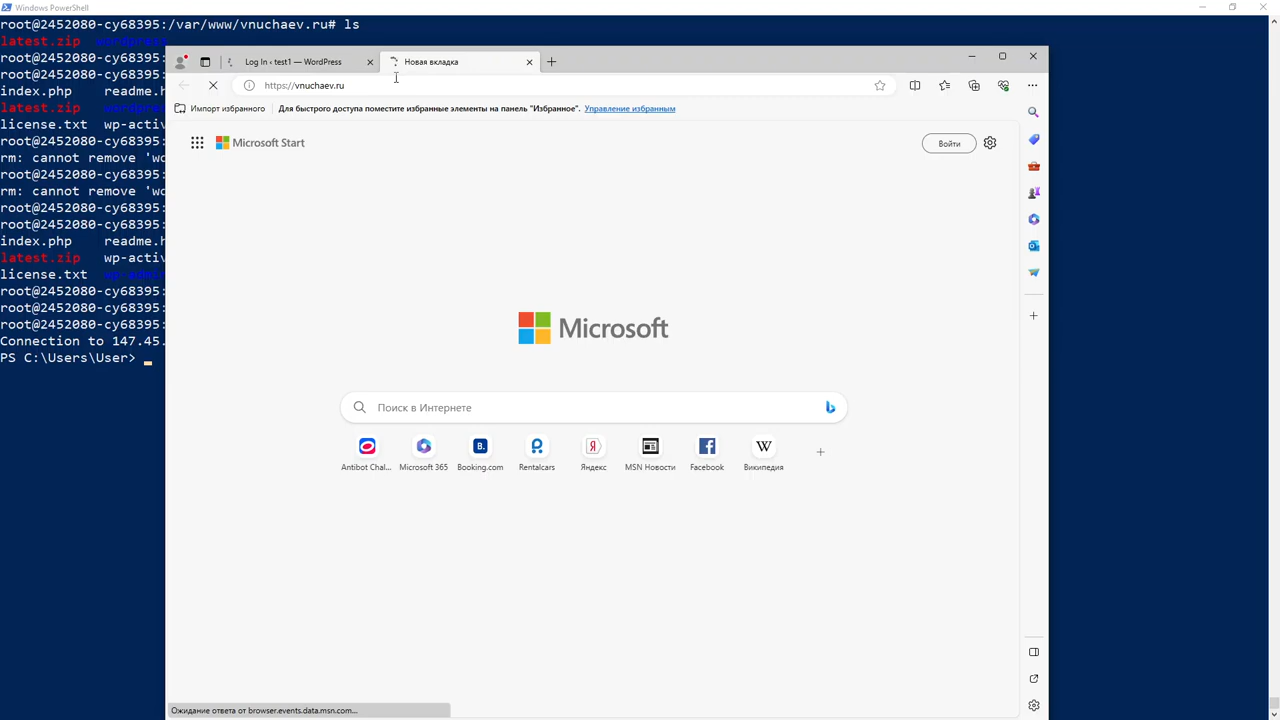 Windows PowerShell
root@2452080-cy68395:/var/www/vnuchaev.ru# ls
latest.zip wordpress
root@2452080-cy68395:
root@2452080-cy68395:
index.php readme.h
latest.zip wordpress
license.txt wp-activ
root@2452080-cy68395:
rm: cannot remove 'wo
root@2452080-cy68395:
rm: cannot remove 'wo
root@2452080-cy68395:
root@2452080-cy68395:
index.php readme.h
latest.zip wp-activ
license.txt wp-admin
root@2452080-cy68395:
root@2452080-cy68395:
root@2452080-cy68395:
Connection to 147.45.
PS C:\Users\User>
Log In ‹ test1 — WordPress
Новая вкладка
https://vnuchaev.ru
Импорт избранного
Для быстрого доступа поместите избранные элементы на панель "Избранное". Управление избранным
Microsoft Start
Войти
Microsoft
Поиск в Интернете
Antibot Chal... Microsoft 365 Booking.com Rentalcars Яндекс MSN Новости Facebook Википедия
Ожидание ответа от browser.events.data.msn.com...